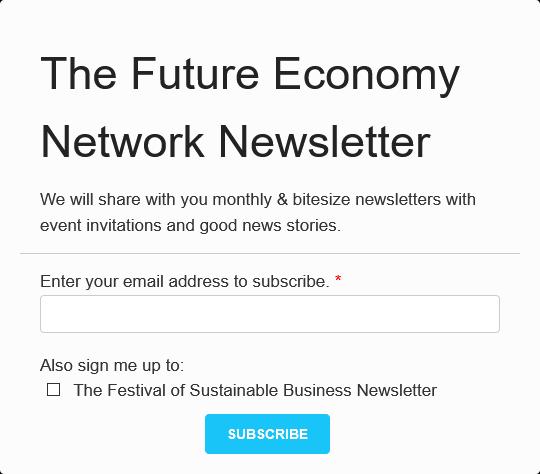 The Future Economy
Network Newsletter
We will share with you monthly & bitesize newsletters with
event invitations and good news stories.
Enter your email address to subscribe. *
Also sign me up to:
The Festival of Sustainable Business Newsletter
SUBSCRIBE